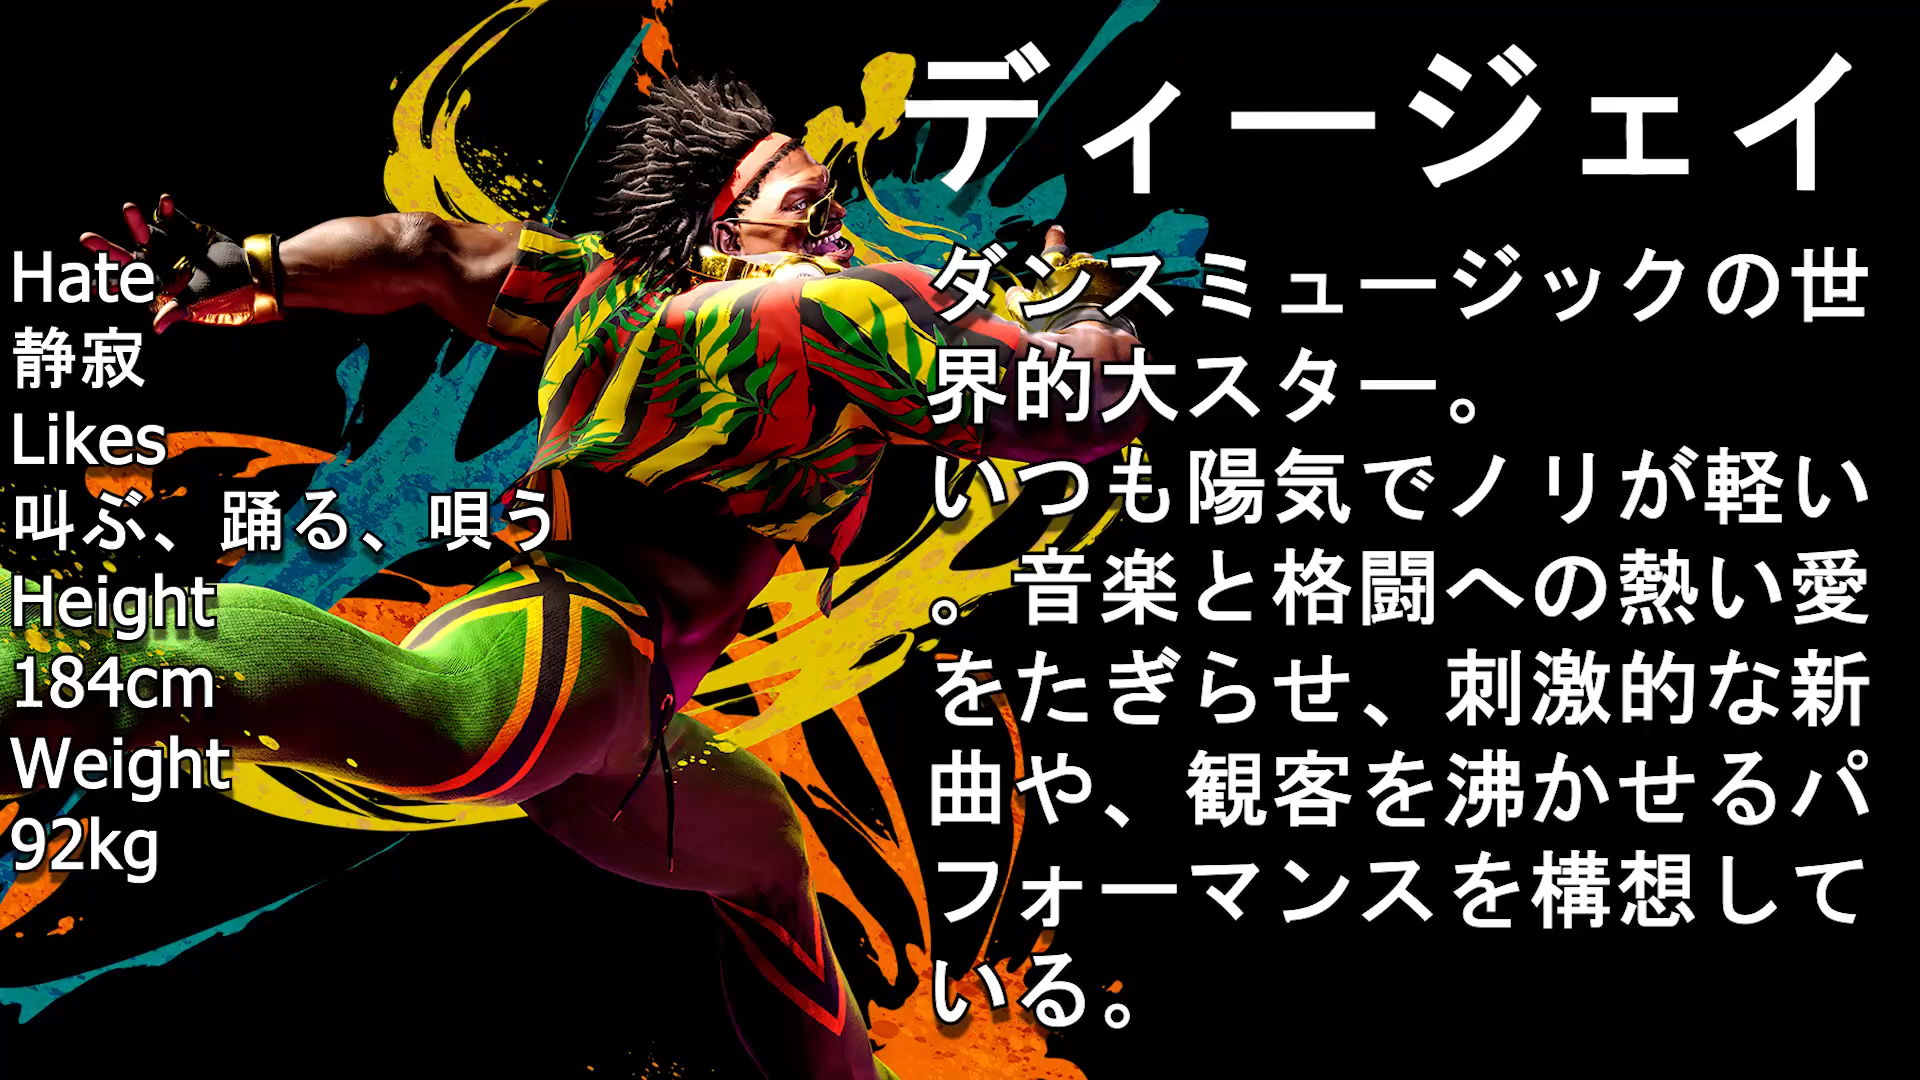 ディージェイ
Hate
静寂
Likes
叫ぶ、踊る、唄う
Height
184cm
Weight
92kg
ダンスミュージックの世
界的大スター。
いつも陽気でノリが軽い
。音楽と格闘への熱い愛
をたぎらせ、刺激的な新
曲や、観客を沸かせるパ
フォーマンスを構想して
いる。